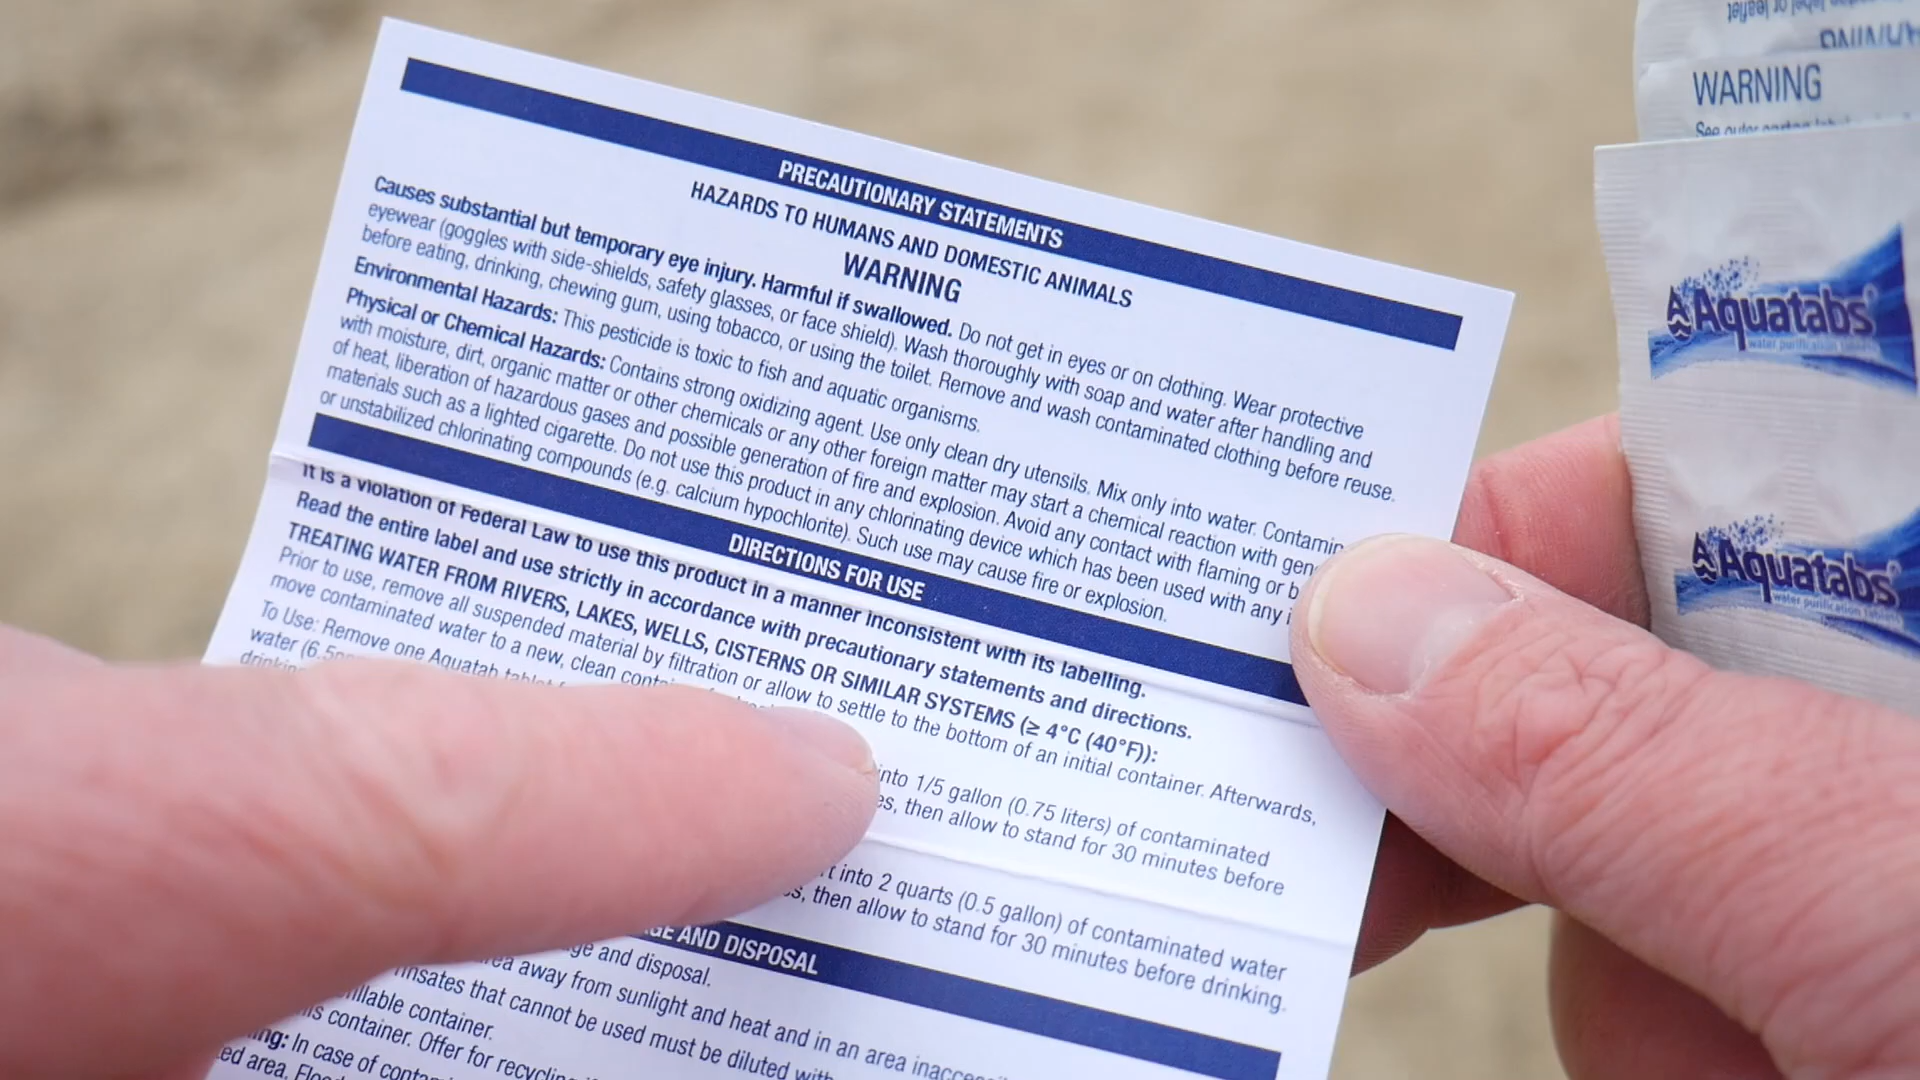 PRECAUTIONARY STATEMENTS
HAZARDS TO HUMANS AND DOMESTIC ANIMALS
WARNING
Causes substantial but temporary eye injury. Harmful if swallowed. Do not get in eyes or on clothing. Wear protective
eyewear (goggles with side-shields, safety glasses, or face shield). Wash thoroughly with soap and water after handling and
before eating, drinking, chewing gum, using tobacco, or using the toilet. Remove and wash contaminated clothing before reuse.
Environmental Hazards: This pesticide is toxic to fish and aquatic organisms.
Physical or Chemical Hazards: Contains strong oxidizing agent. Use only clean dry utensils. Mix only into water.
with moisture, dirt, organic matter or other chemicals or any other foreign matter may start a chemical reaction with
of heat, liberation of hazardous gases and possible generation of fire and explosion. Avoid any contact with flaming or
materials such as a lighted cigarette. Do not use this product in any chlorinating device which has been used with any
or unstabilized chlorinating compounds (e.g. calcium hypochlorite). Such use may cause fire or explosion.
DIRECTIONS FOR USE
It is a violation of Federal Law to use this product in a manner inconsistent with its labelling.
Read the entire label and use strictly in accordance with precautionary statements and directions.
TREATING WATER FROM RIVERS, LAKES, WELLS, CISTERNS OR SIMILAR SYSTEMS (≥ 4°C (40°F)):
Prior to use, remove all suspended material by filtration or allow to settle to the bottom of an initial container. Afterwards,
move contaminated water to a new, clean
To Use: Remove one Aquatab into 1/5 gallon (0.75 liters) of contaminated
water then allow to stand for 30 minutes before
into 2 quarts (0.5 gallon) of contaminated water
then allow to stand for 30 minutes before drinking.
AND DISPOSAL
and disposal.
away from sunlight and heat and in an area
that cannot be used must be diluted
container.
container. Offer for
In case of
area.
WARNING
See outer
Aquatabs
water purification tablets
Aquatabs
water purification tablets